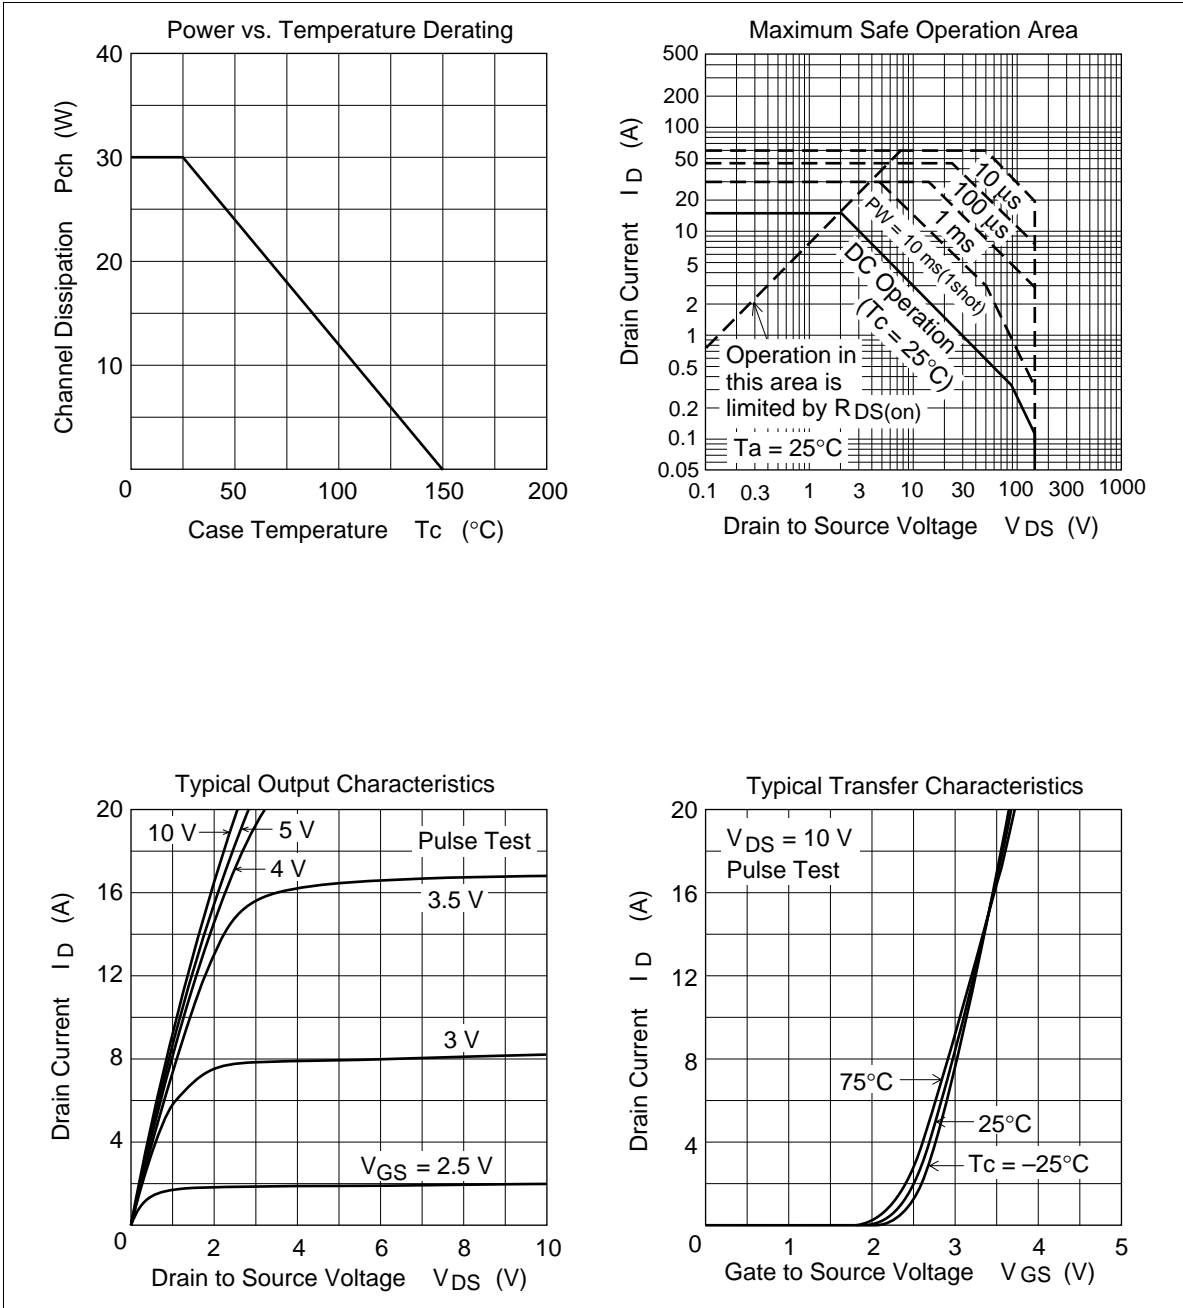 Power vs. Temperature Derating
40
30
20
10
0 50 100 150 200
Channel Dissipation Pch (W)
Case Temperature Tc (°C)
Maximum Safe Operation Area
500
200
100
50
20
10
5
2
1
0.5
0.2
0.1
0.05
0.1 0.3 1 3 10 30 100 300 1000
Drain Current I D (A)
10 µs
100 µs
1 ms
PW = 10 ms(1shot)
DC Operation
(Tc = 25°C)
Operation in
this area is
limited by R DS(on)
Ta = 25°C
Drain to Source Voltage V DS (V)
Typical Output Characteristics
20
16
12
8
4
0 2 4 6 8 10
Drain Current I D (A)
10 V
5 V
4 V
Pulse Test
3.5 V
3 V
V GS = 2.5 V
Drain to Source Voltage V DS (V)
Typical Transfer Characteristics
20
16
12
8
4
0 1 2 3 4 5
Drain Current I D (A)
V DS = 10 V
Pulse Test
75°C
25°C
Tc = –25°C
Gate to Source Voltage V GS (V)